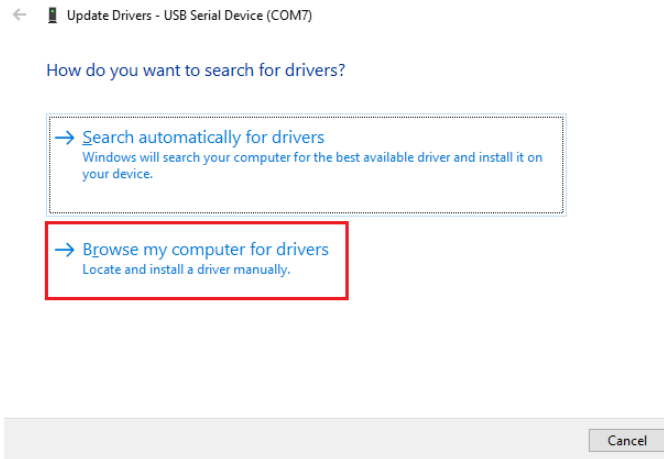 Update Drivers - USB Serial Device (COM7)
How do you want to search for drivers?
Search automatically for drivers
Windows will search your computer for the best available driver and install it on
your device.
Browse my computer for drivers
Locate and install a driver manually.
Cancel